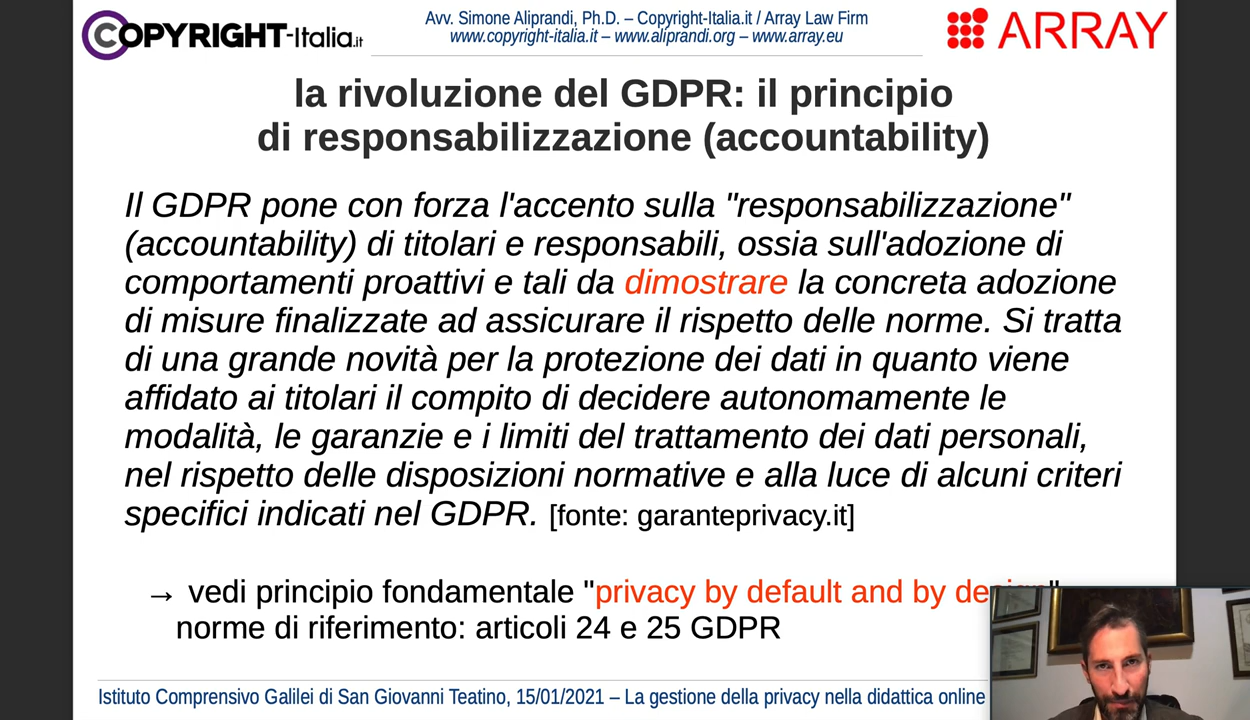 COPYRIGHT-Italia.it
Avv. Simone Aliprandi, Ph.D. – Copyright-Italia.it / Array Law Firm
www.copyright-italia.it – www.aliprandi.org – www.array.eu
ARRAY
la rivoluzione del GDPR: il principio
di responsabilizzazione (accountability)
Il GDPR pone con forza l'accento sulla "responsabilizzazione"
(accountability) di titolari e responsabili, ossia sull'adozione di
comportamenti proattivi e tali da dimostrare la concreta adozione
di misure finalizzate ad assicurare il rispetto delle norme. Si tratta
di una grande novità per la protezione dei dati in quanto viene
affidato ai titolari il compito di decidere autonomamente le
modalità, le garanzie e i limiti del trattamento dei dati personali,
nel rispetto delle disposizioni normative e alla luce di alcuni criteri
specifici indicati nel GDPR. [fonte: garanteprivacy.it]
→ vedi principio fondamentale "privacy by default and by design"
norme di riferimento: articoli 24 e 25 GDPR
Istituto Comprensivo Galilei di San Giovanni Teatino, 15/01/2021 – La gestione della privacy nella didattica online